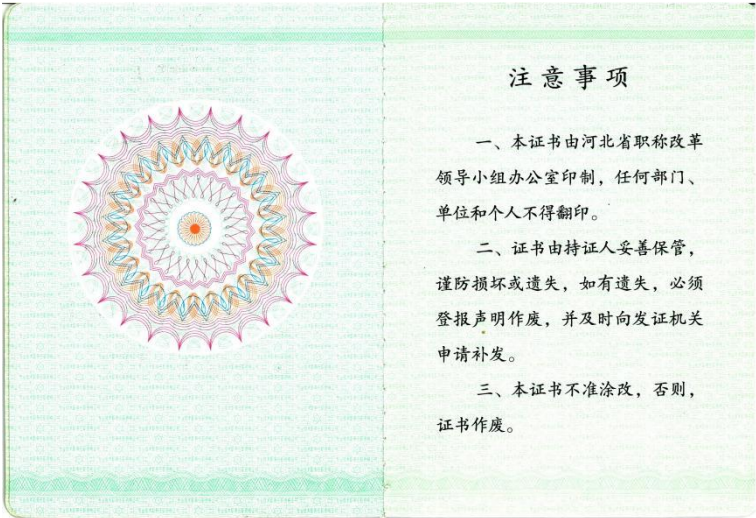 注意事项
一、本证书由河北省职称改革
领导小组办公室印制，任何部门、
单位和个人不得翻印。
二、证书由持证人妥善保管，
谨防损坏或遗失，如有遗失，必须
登报声明作废，并及时向发证机关
申请补发。
三、本证书不准涂改，否则，
证书作废。